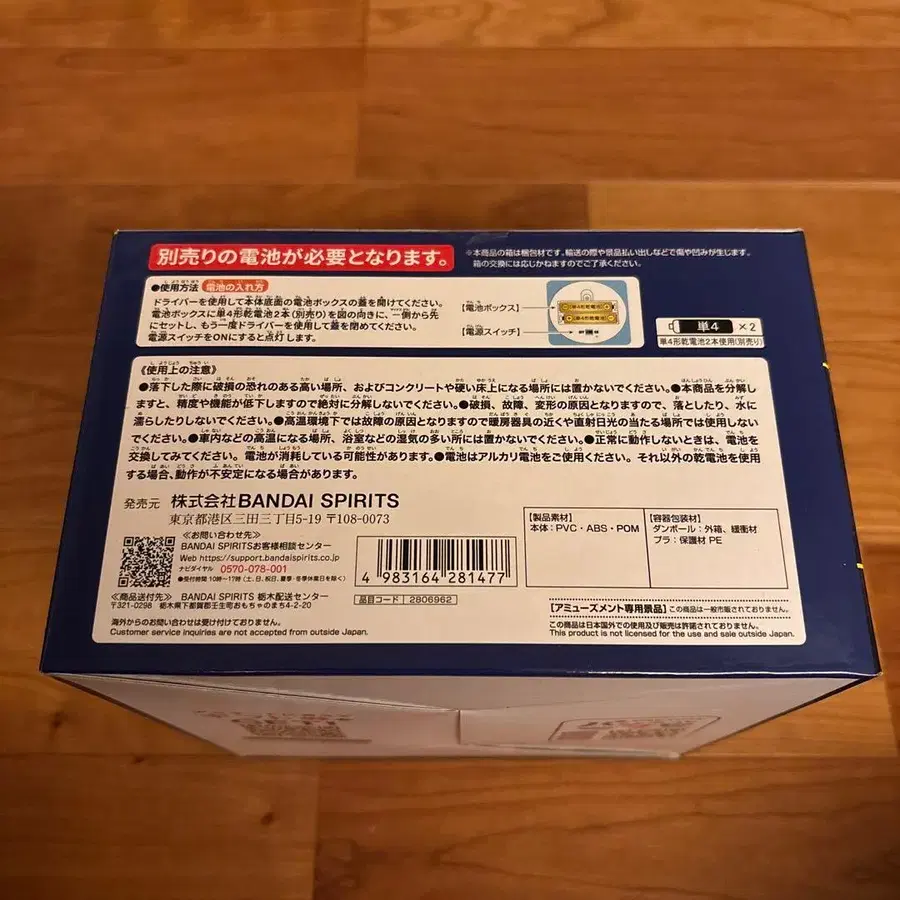 別売りの電池が必要となります。
※本商品の箱は梱包材です。輸送の際や景品払い出しなどで傷や凹みが生じます。
箱の交換には応じかねますのでご了承ください。
●使用方法 電池の入れ方
ドライバーを使用して本体底面の電池ボックスの蓋を開けてください。
電池ボックスに単4形乾電池2本(別売り)を図の向きに、一側から先
にセットし、もう一度ドライバーを使用して蓋を閉めてください。
電源スイッチをONにすると点灯します。
【電池ボックス】
【電源スイッチ】
単4形乾電池
単4形乾電池
単4 ×2
単4形乾電池2本使用(別売り)
《使用上の注意》
●落下した際に破損の恐れのある高い場所、およびコンクリートや硬い床上になる場所には置かないでください。●本商品を分解し
ますと、精度や機能が低下しますので絶対に分解しないでください。●破損、故障、変形の原因となりますので、落としたり、水に
濡らしたりしないでください。●高温環境下では故障の原因となりますので暖房器具の近くや直射日光の当たる場所では使用しない
でください。●車内などの高温になる場所、浴室などの湿気の多い所には置かないでください。●正常に動作しないときは、電池を
交換してみてください。電池が消耗している可能性があります。●電池はアルカリ電池をご使用ください。それ以外の乾電池を使用
する場合、動作が不安定になる場合があります。
発売元 株式会社BANDAI SPIRITS
東京都港区三田三丁目5-19 〒108-0073
≪お問い合わせ先≫
BANDAI SPIRITSお客様相談センター
Web https://support.bandaispirits.co.jp
ナビダイヤル 0570-078-001
●受付時間 10時〜17時(土、日、祝日、夏季・冬季休業日を除く)
4 983164 281477
品目コード 2806962
≪商品送付先≫ BANDAI SPIRITS 栃木配送センター
〒321-0298 栃木県下都賀郡壬生町おもちゃのまち4-2-20
海外からのお問い合わせは受け付けておりません。
Customer service inquiries are not accepted from outside Japan.
【製品素材】
本体：PVC・ABS・POM
【容器包装材】
ダンボール：外箱、緩衝材
プラ：保護材 PE
【アミューズメント専用景品】この商品は一般市販されておりません。
この商品は日本国外での使用及び販売は許諾されておりません。
This product is not licensed for the use and sale outside Japan.